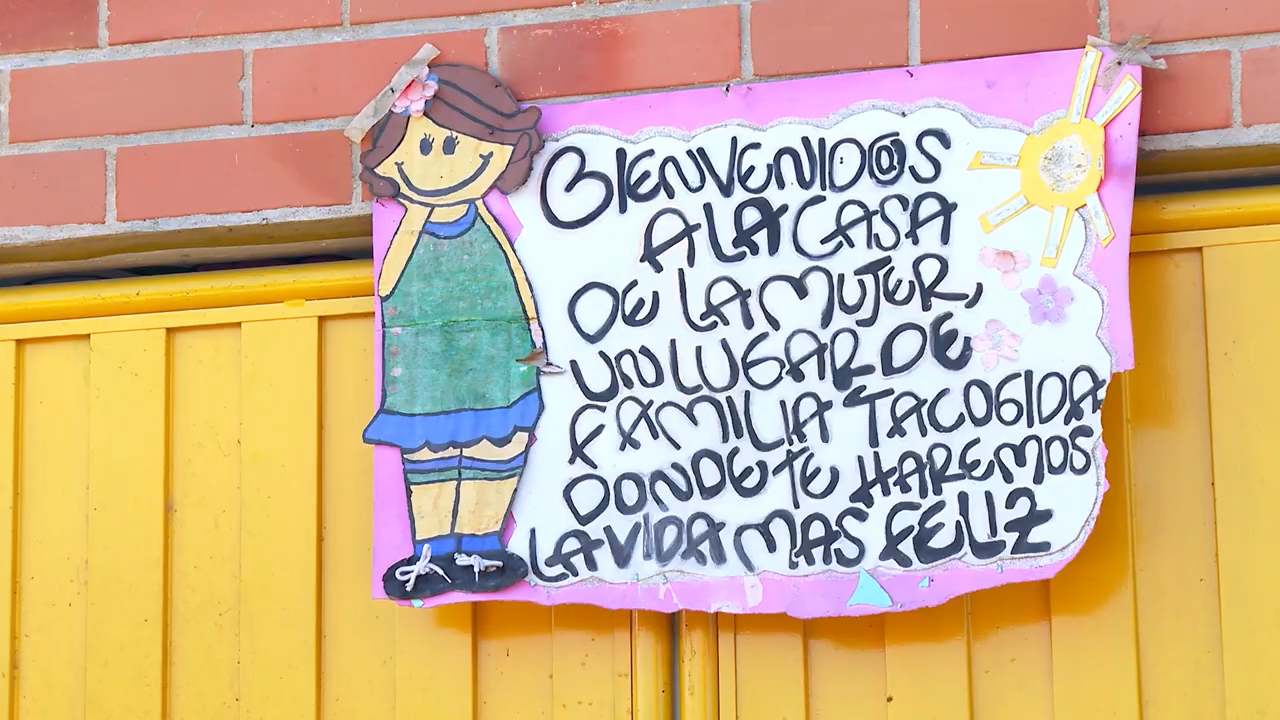 BIENVENID@S
A LA CASA
DE LA MUJER,
UN LUGAR DE
FAMILIA Y ACOGIDA
DONDE TE HAREMOS
LA VIDA MAS FELIZ